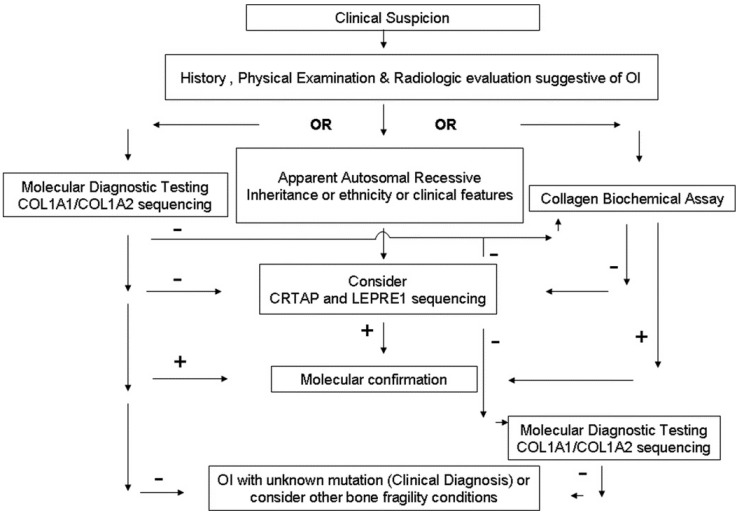 Clinical Suspicion
History , Physical Examination & Radiologic evaluation suggestive of OI
OR
OR
Molecular Diagnostic Testing
COL1A1/COL1A2 sequencing)
Apparent Autosomal Recessive
Inheritance or ethnicity or clinical features)
Collagen Biochemical Assay
–
–
–
–
Consider
CRTAP and LEPRE1 sequencing)
+
–
+
+
Molecular confirmation
Molecular Diagnostic Testing
COL1A1/COL1A2 sequencing)
–
–
OI with unknown mutation (Clinical Diagnosis) or
consider other bone fragility conditions)